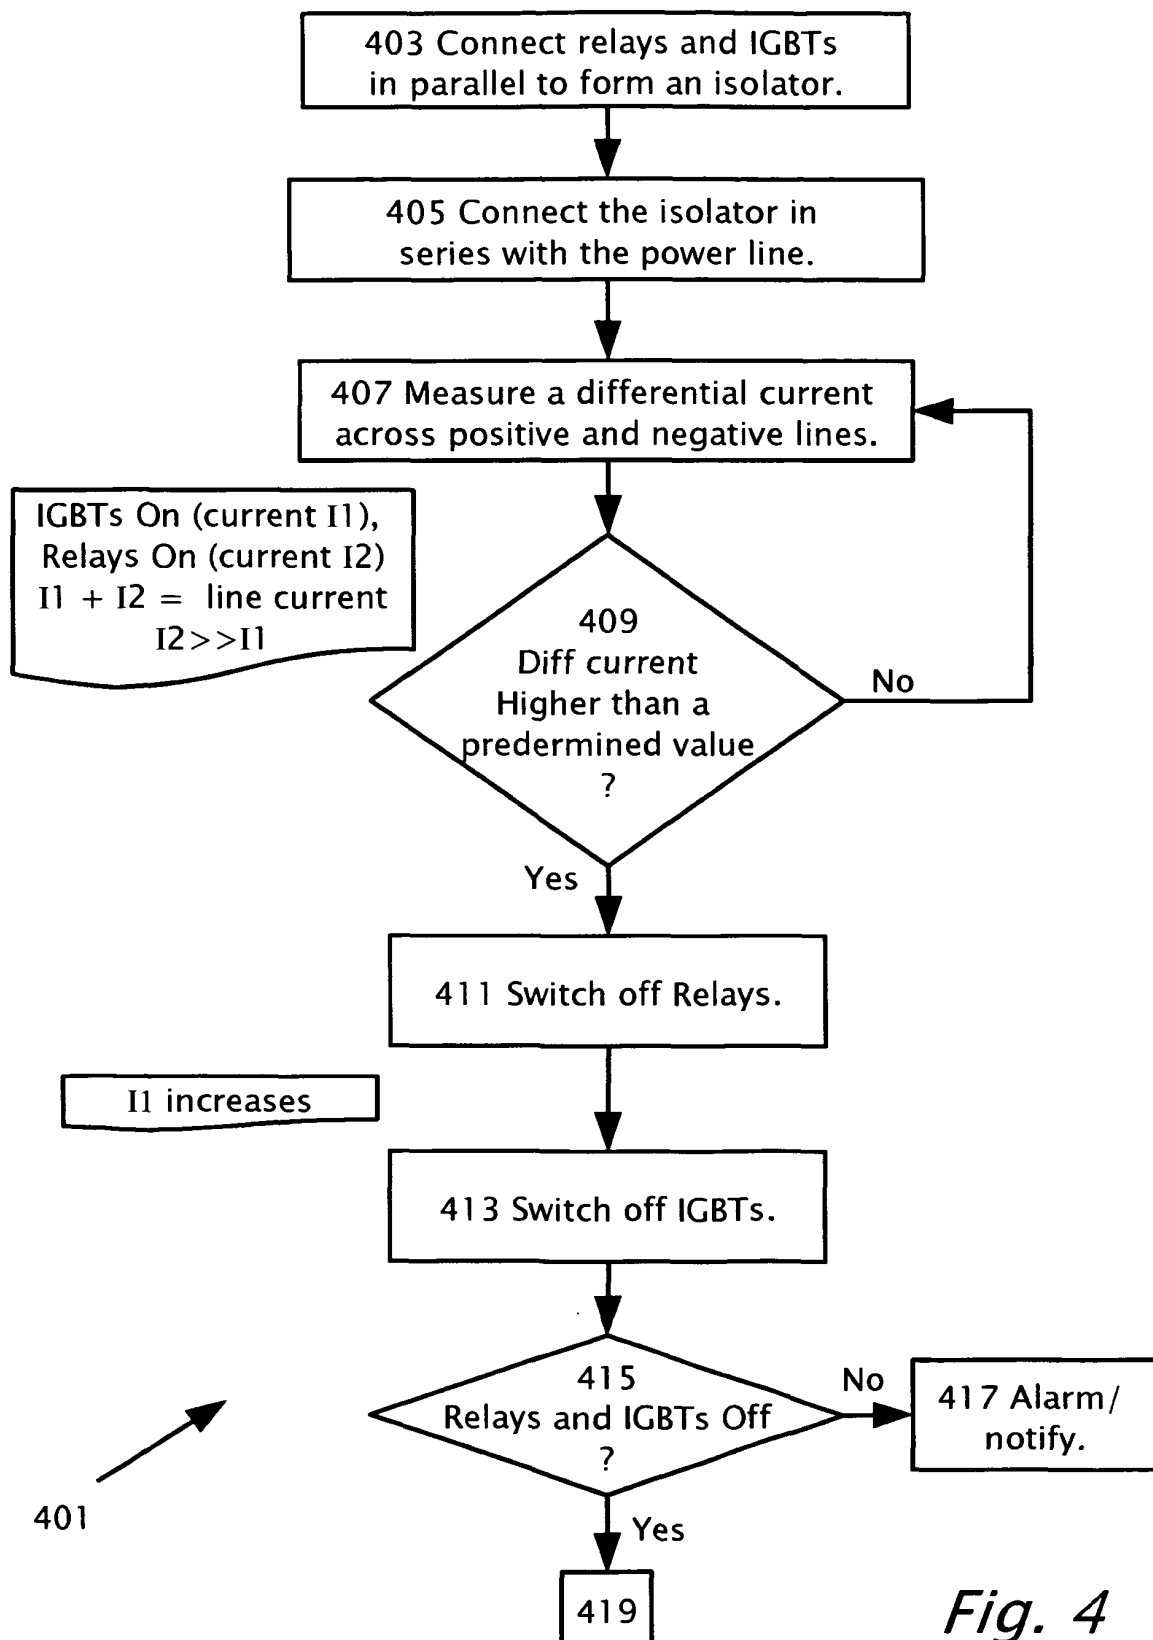 403 Connect relays and IGBTs
in parallel to form an isolator.
405 Connect the isolator in
series with the power line.
407 Measure a differential current
across positive and negative lines.
IGBTs On (current I1),
Relays On (current I2)
I1 + I2 = line current
I2>>I1
409
Diff current
Higher than a
predermined value
?
No
Yes
411 Switch off Relays.
I1 increases
413 Switch off IGBTs.
415
Relays and IGBTs Off
?
No
417 Alarm/
notify.
401
Yes
419
Fig. 4